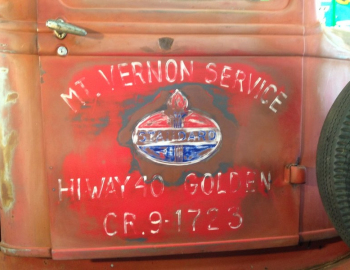 MT. VERNON SERVICE
HIWAY 40 GOLDEN
CR. 9-1723